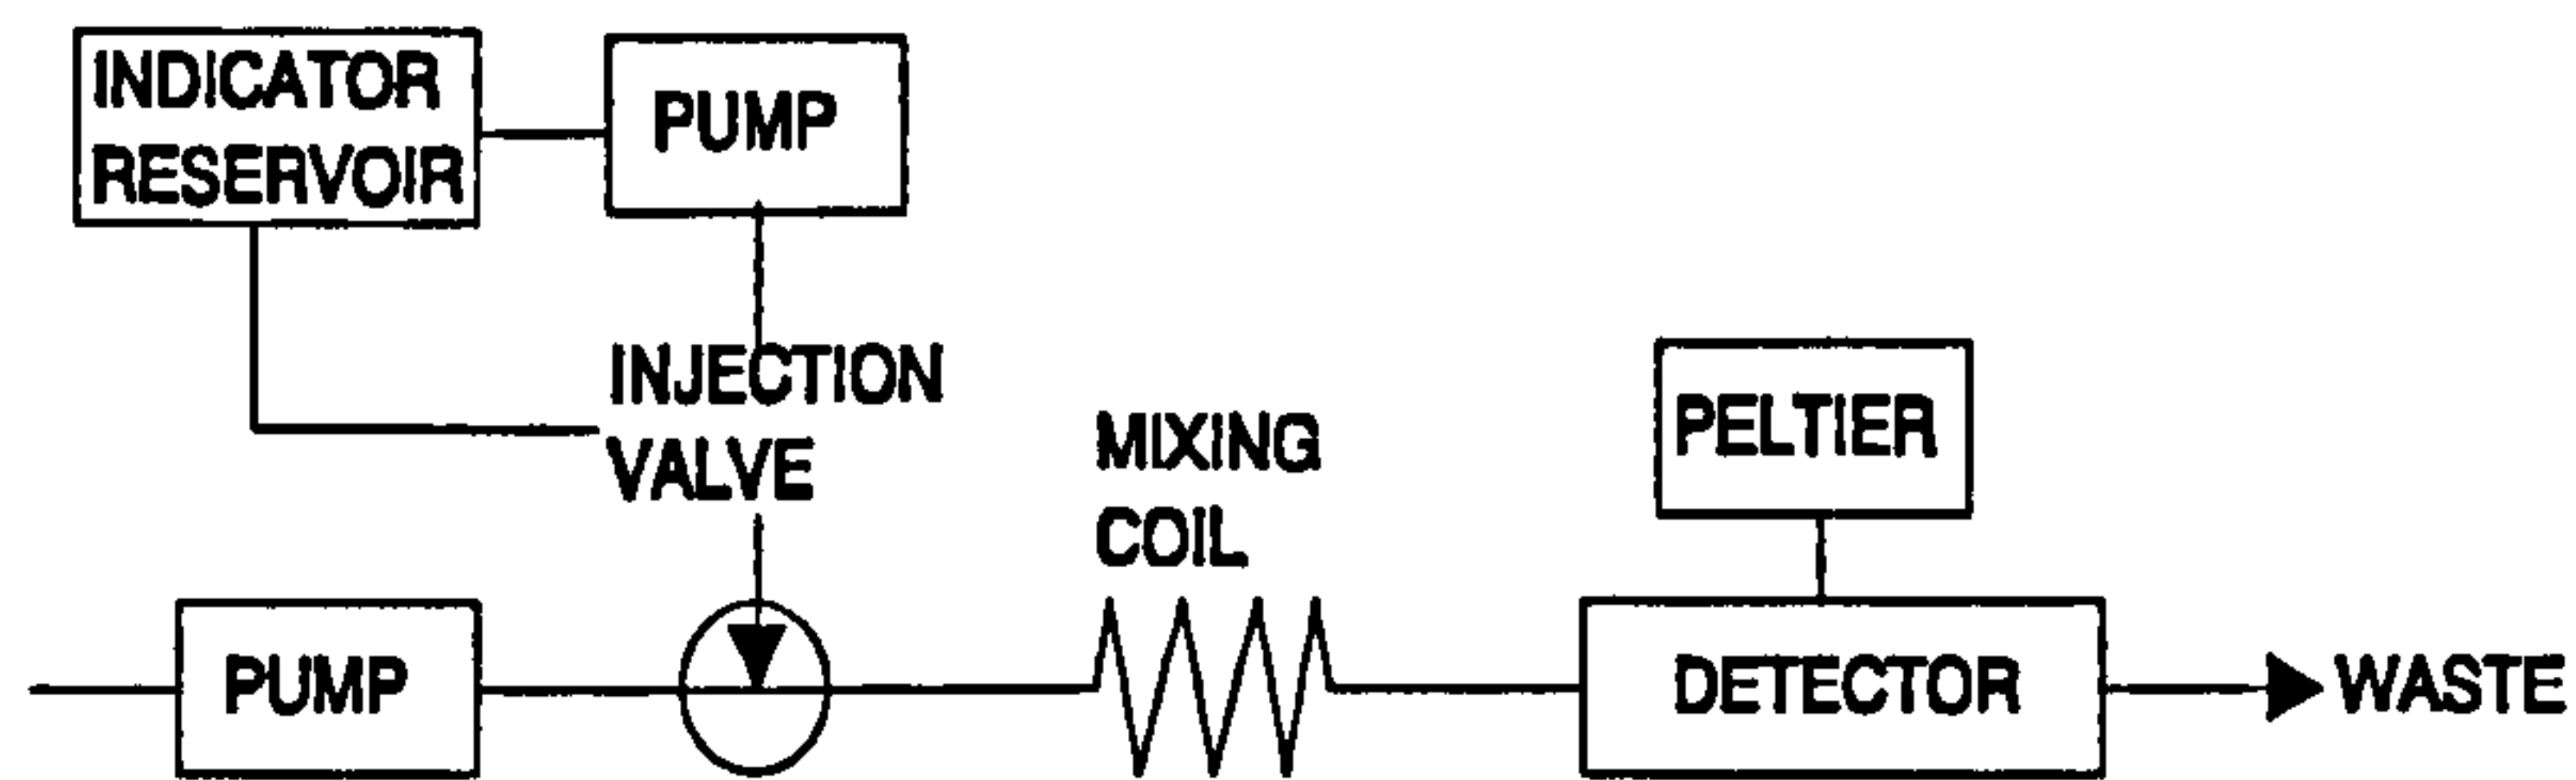 INDICATOR
RESERVOIR
PUMP
INJECTION
VALVE
MIXING
COIL
PELTIER
PUMP
DETECTOR
WASTE